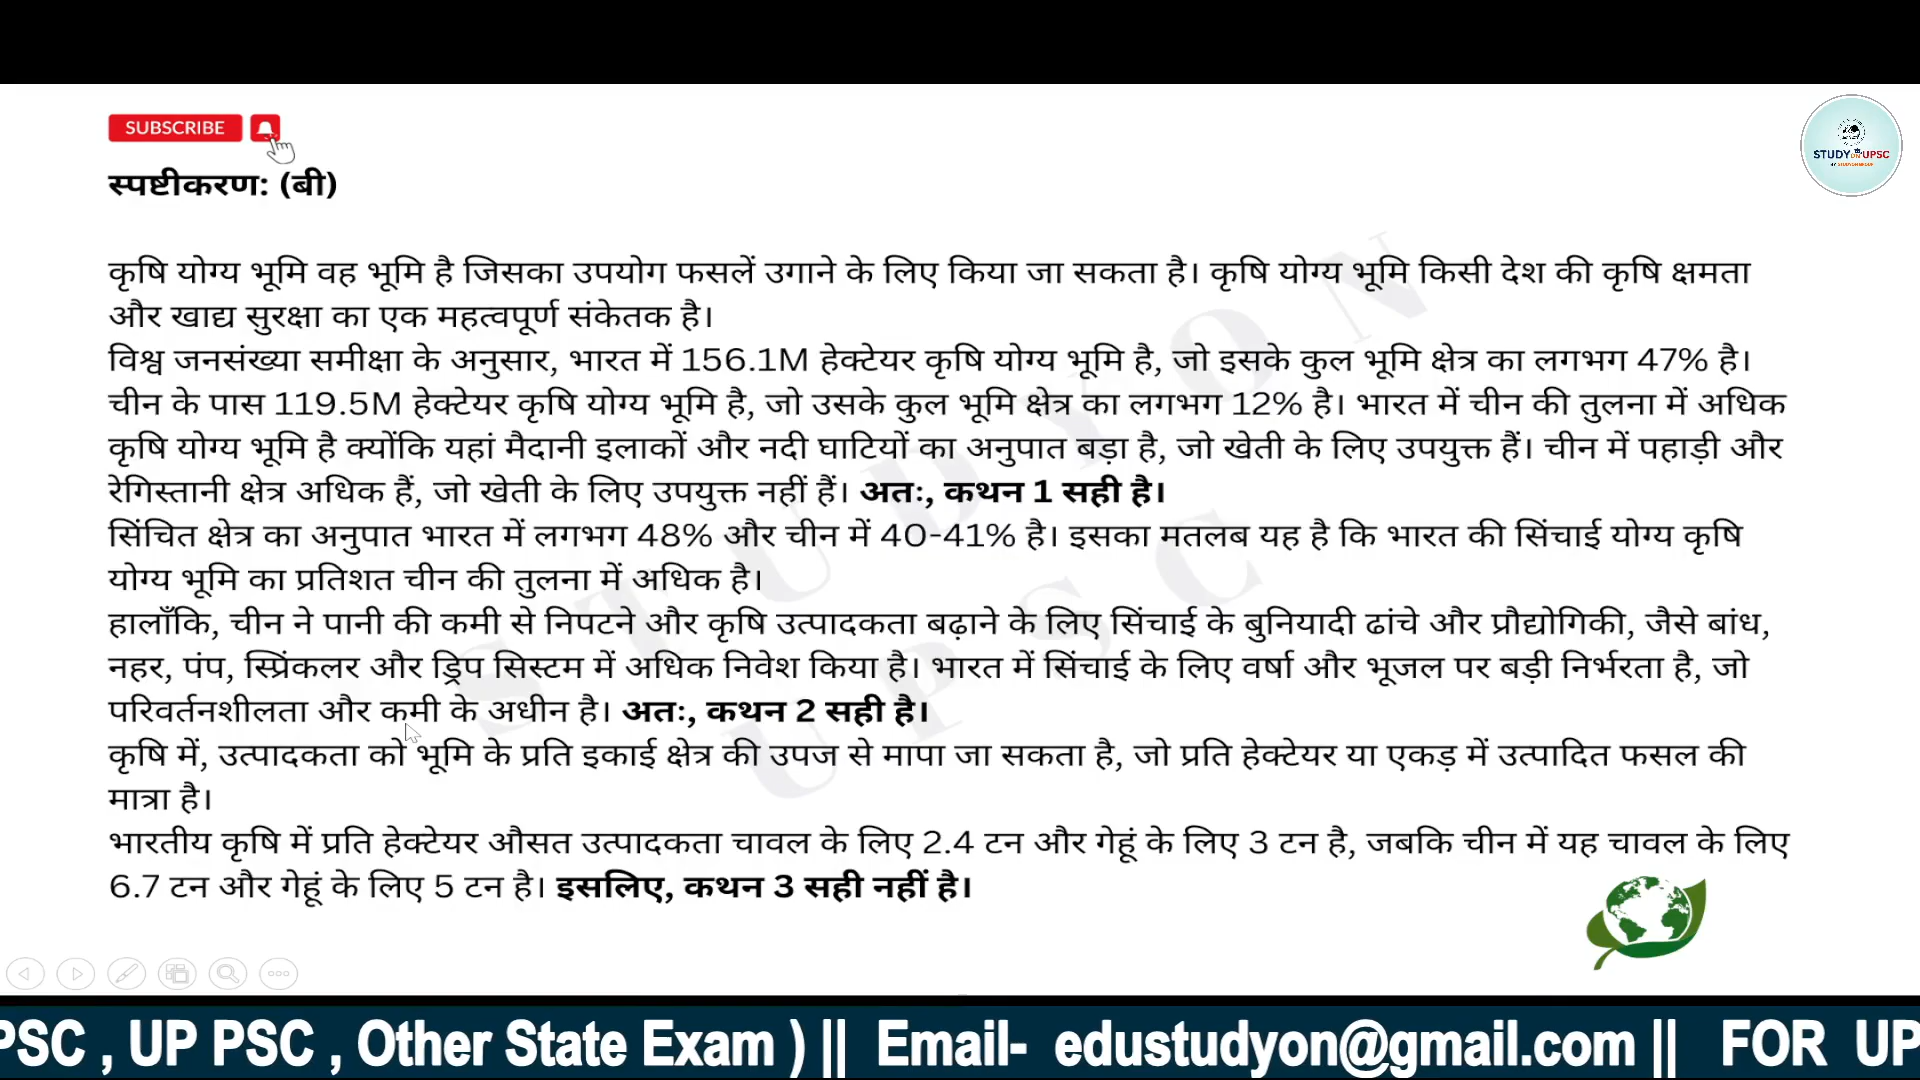 SUBSCRIBE
STUDY ON UPSC
स्पष्टीकरण: (बी)
कृषि योग्य भूमि वह भूमि है जिसका उपयोग फसलें उगाने के लिए किया जा सकता है। कृषि योग्य भूमि किसी देश की कृषि क्षमता
और खाद्य सुरक्षा का एक महत्वपूर्ण संकेतक है।
विश्व जनसंख्या समीक्षा के अनुसार, भारत में 156.1M हेक्टेयर कृषि योग्य भूमि है, जो इसके कुल भूमि क्षेत्र का लगभग 47% है।
चीन के पास 119.5M हेक्टेयर कृषि योग्य भूमि है, जो उसके कुल भूमि क्षेत्र का लगभग 12% है। भारत में चीन की तुलना में अधिक
कृषि योग्य भूमि है क्योंकि यहां मैदानी इलाकों और नदी घाटियों का अनुपात बड़ा है, जो खेती के लिए उपयुक्त हैं। चीन में पहाड़ी और
रेगिस्तानी क्षेत्र अधिक हैं, जो खेती के लिए उपयुक्त नहीं हैं। अतः, कथन 1 सही है।
सिंचित क्षेत्र का अनुपात भारत में लगभग 48% और चीन में 40-41% है। इसका मतलब यह है कि भारत की सिंचाई योग्य कृषि
योग्य भूमि का प्रतिशत चीन की तुलना में अधिक है।
हालाँकि, चीन ने पानी की कमी से निपटने और कृषि उत्पादकता बढ़ाने के लिए सिंचाई के बुनियादी ढांचे और प्रौद्योगिकी, जैसे बांध,
नहर, पंप, स्प्रिंकलर और ड्रिप सिस्टम में अधिक निवेश किया है। भारत में सिंचाई के लिए वर्षा और भूजल पर बड़ी निर्भरता है, जो
परिवर्तनशीलता और कमी के अधीन है। अतः, कथन 2 सही है।
कृषि में, उत्पादकता को भूमि के प्रति इकाई क्षेत्र की उपज से मापा जा सकता है, जो प्रति हेक्टेयर या एकड़ में उत्पादित फसल की
मात्रा है।
भारतीय कृषि में प्रति हेक्टेयर औसत उत्पादकता चावल के लिए 2.4 टन और गेहूं के लिए 3 टन है, जबकि चीन में यह चावल के लिए
6.7 टन और गेहूं के लिए 5 टन है। इसलिए, कथन 3 सही नहीं है।
STUDYON
UPSC
PSC , UP PSC , Other State Exam ) || Email- edustudyon@gmail.com || FOR UP